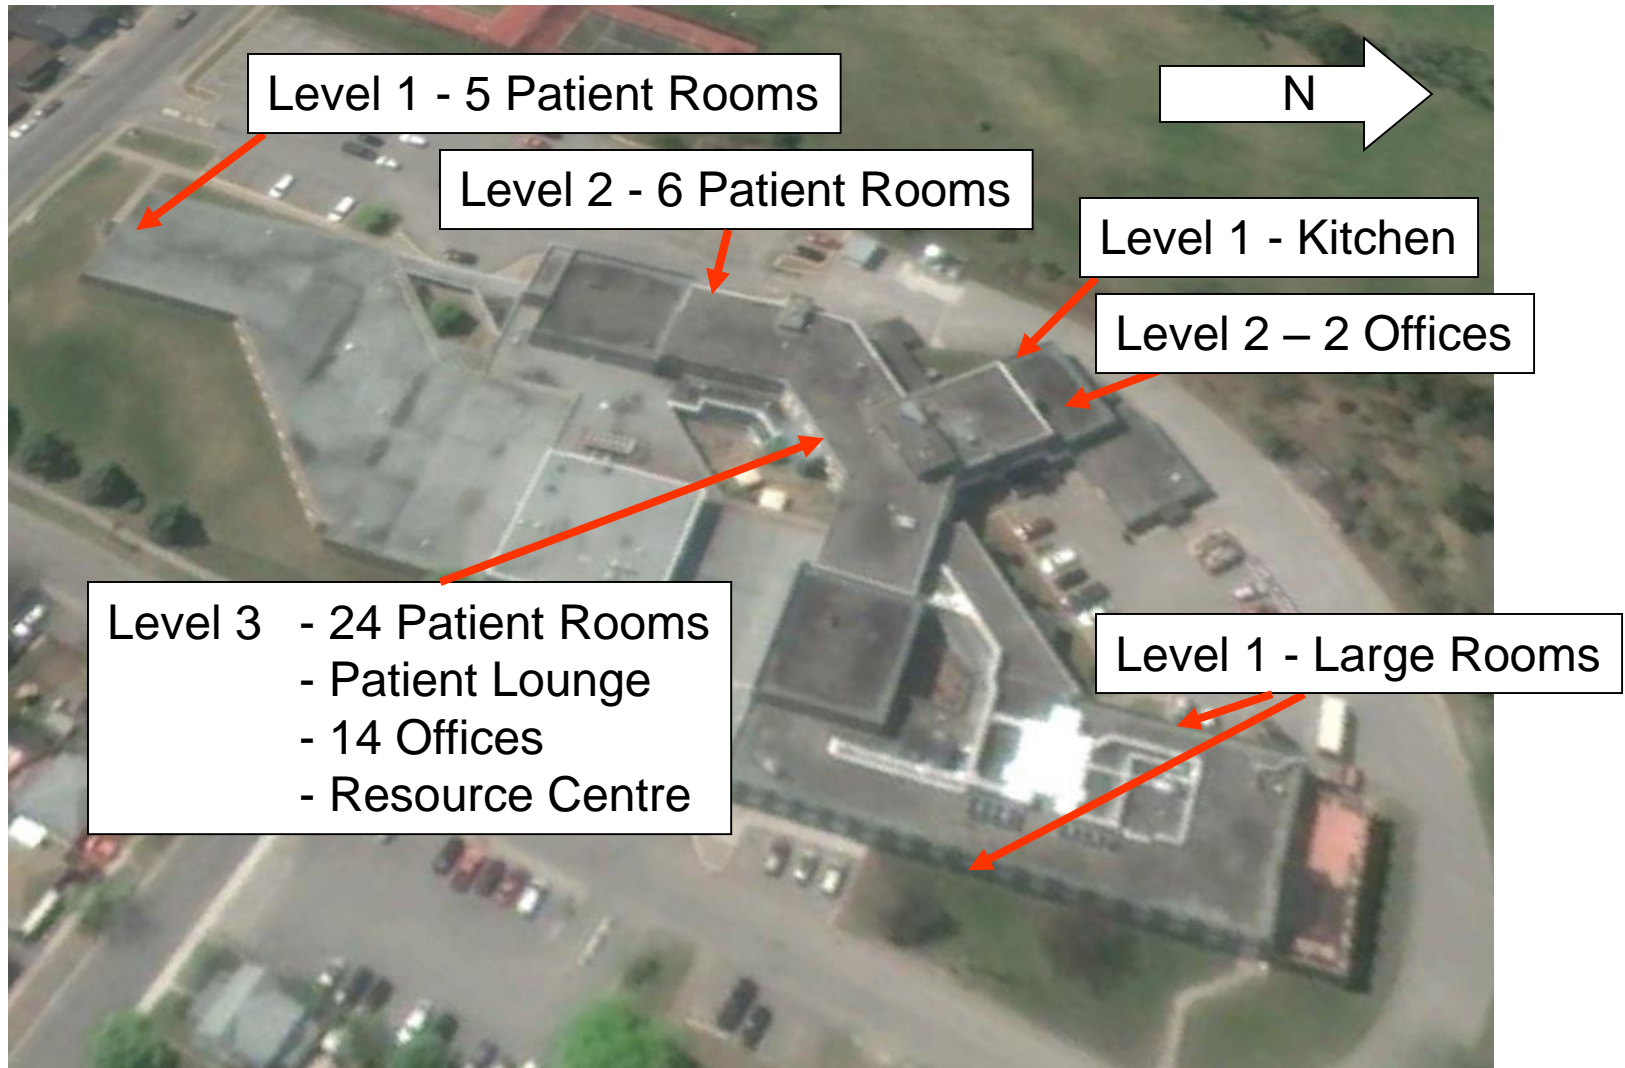 Level 1 - 5 Patient Rooms
N
Level 2 - 6 Patient Rooms
Level 1 - Kitchen
Level 2 – 2 Offices
Level 3 - 24 Patient Rooms
- Patient Lounge
- 14 Offices
- Resource Centre
Level 1 - Large Rooms